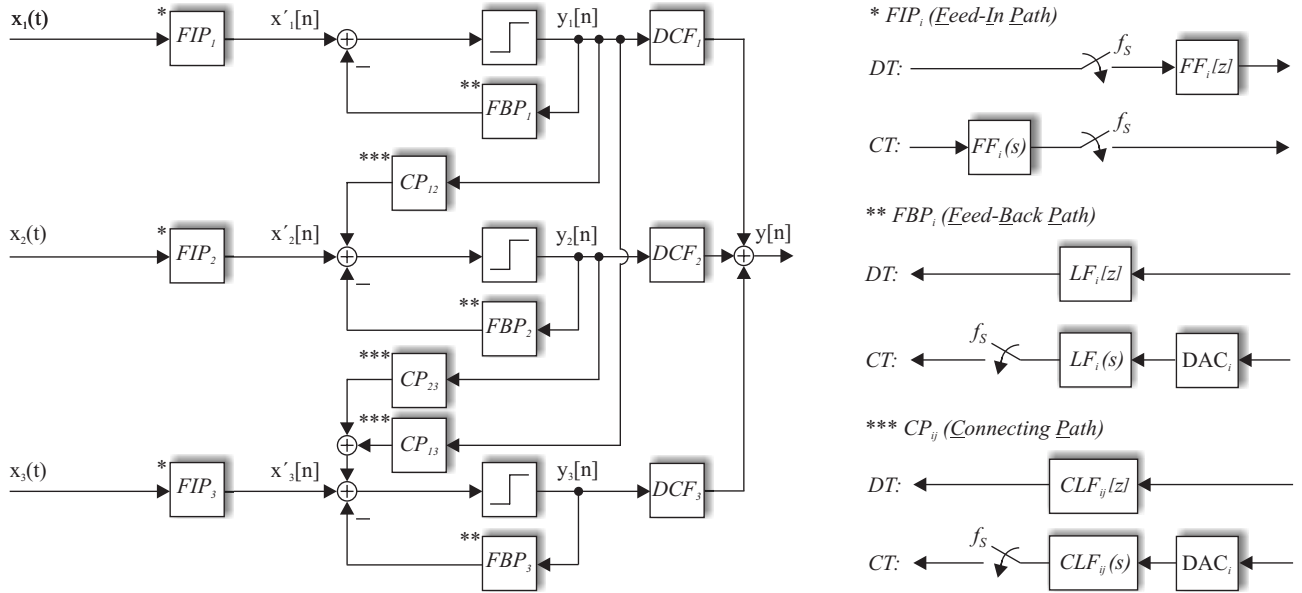 x₁(t)
*
FIP₁
x′₁[n]
+
−
y₁[n]
DCF₁
**
FBP₁
***
CP₁₂
x₂(t)
*
FIP₂
x′₂[n]
+
−
y₂[n]
DCF₂
+
y[n]
**
FBP₂
***
CP₂₃
***
CP₁₃
+
x₃(t)
*
FIP₃
x′₃[n]
+
−
y₃[n]
DCF₃
**
FBP₃
* FIPᵢ (Feed-In Path)
DT: f_S FFᵢ[z]
CT: FFᵢ(s) f_S
** FBPᵢ (Feed-Back Path)
DT: LFᵢ[z]
CT: f_S LFᵢ(s) DACᵢ
*** CPᵢⱼ (Connecting Path)
DT: CLFᵢⱼ[z]
CT: f_S CLFᵢⱼ(s) DACᵢ